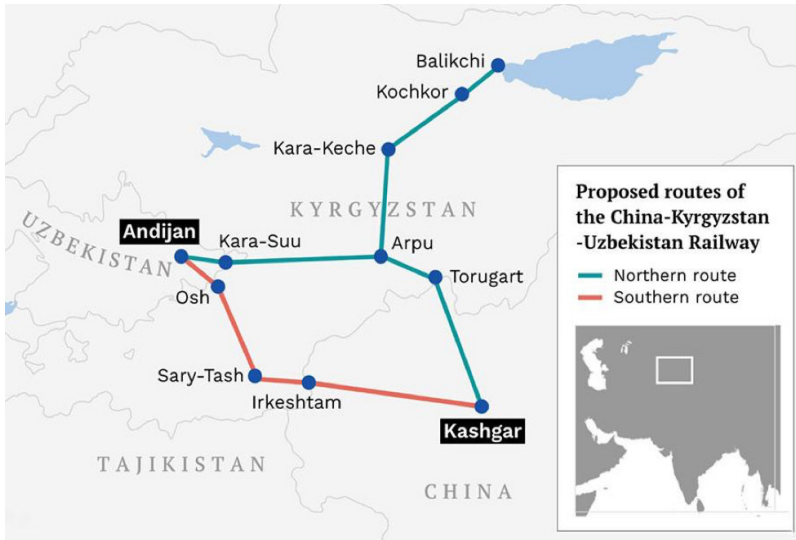 Balikchi
Kochkor
Kara-Keche
KYRGYZSTAN
UZBEKISTAN
Andijan
Kara-Suu
Arpu
Torugart
Osh
Sary-Tash
Irkeshtam
Kashgar
TAJIKISTAN
CHINA
Proposed routes of
the China-Kyrgyzstan
-Uzbekistan Railway
Northern route
Southern route